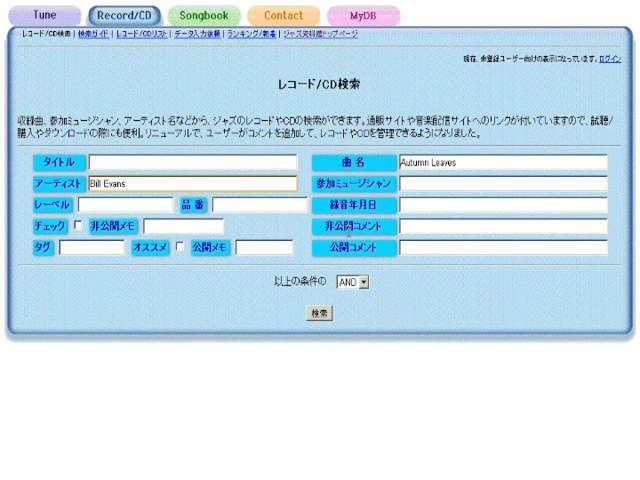 Tune Record/CD Songbook Contact MyDB
レコード/CD検索 | 検索ガイド | レコード/CDリスト | データ入力依頼 | ランキング/新着 | ジャズ資料館トップページ
現在、未登録ユーザー向けの表示になっています。ログイン
レコード/CD検索
収録曲、参加ミュージシャン、アーティスト名などから、ジャズのレコードやCDの検索ができます。通販サイトや音楽配信サイトへのリンクが付いていますので、試聴/
購入やダウンロードの際にも便利。リニューアルで、ユーザーがコメントを追加して、レコードやCDを管理できるようになりました。
タイトル 曲 名 Autumn Leaves
アーティスト Bill Evans 参加ミュージシャン
レーベル 品 番 録音年月日
チェック 非公開メモ 非公開コメント
タグ オススメ 公開メモ 公開コメント
以上の条件の AND
検索